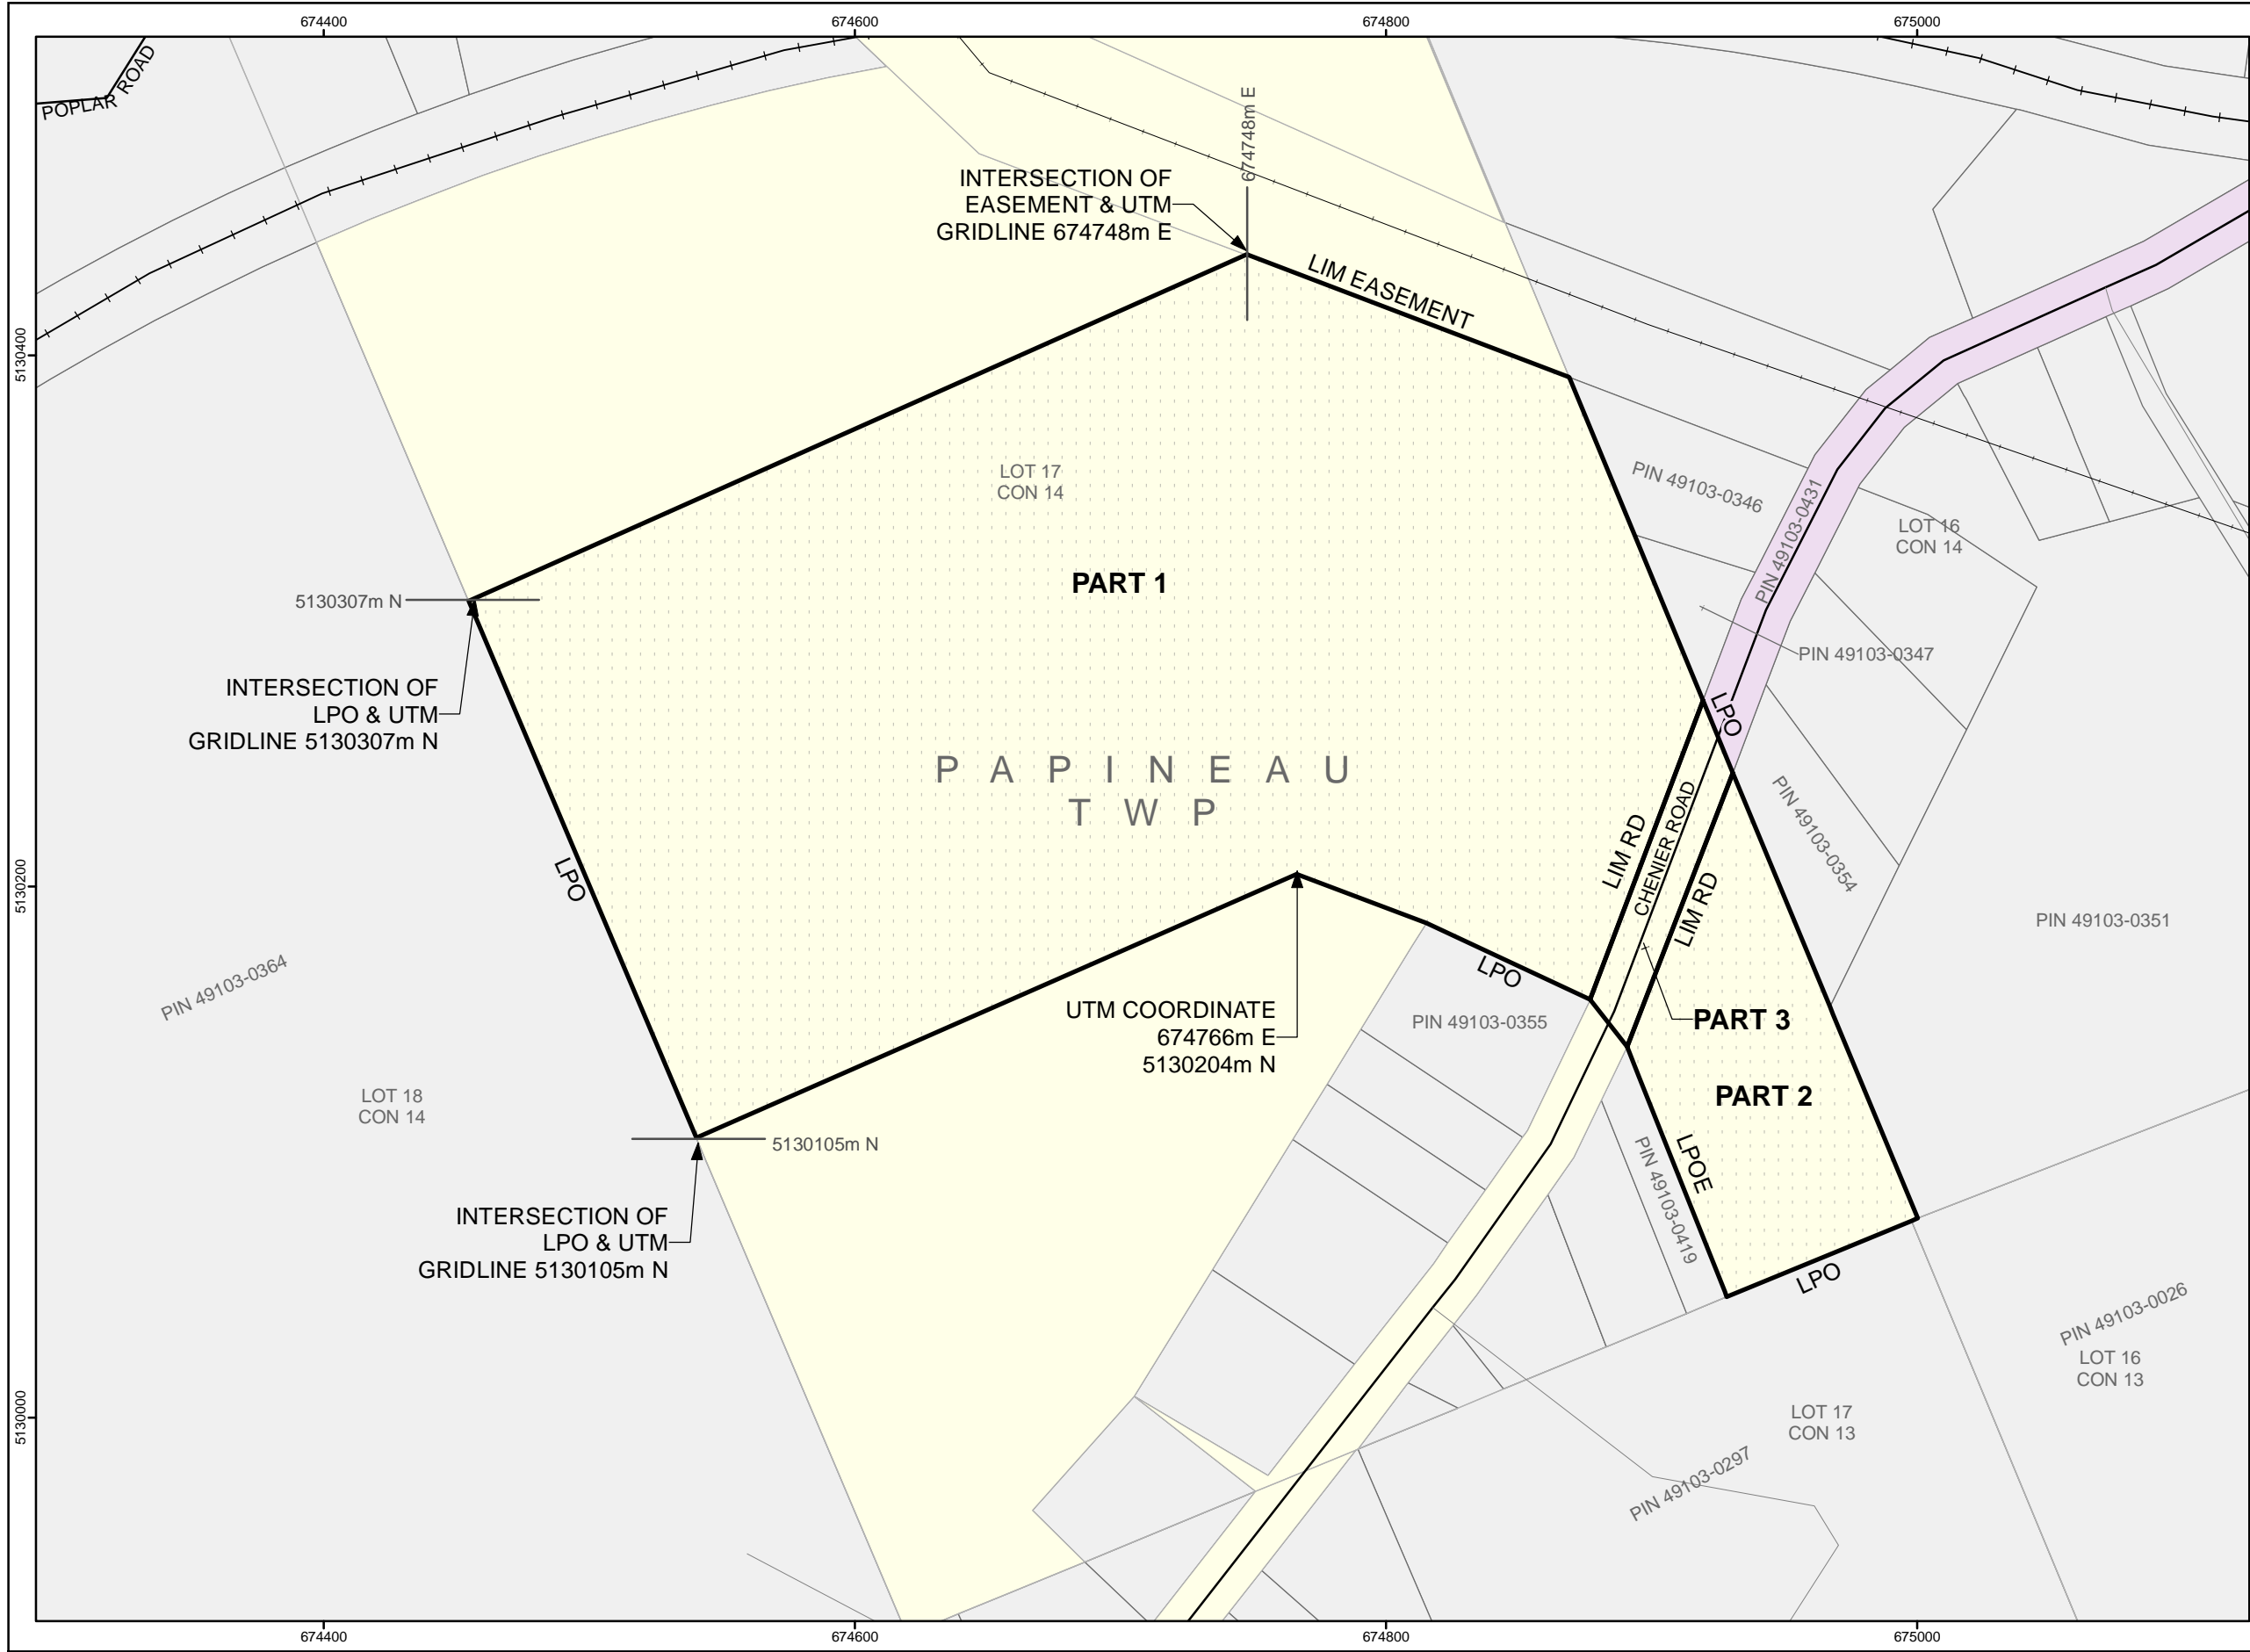 674400
674600
674800
675000
POPLAR ROAD
674748m E
INTERSECTION OF
EASEMENT & UTM
GRIDLINE 674748m E
LIM EASEMENT
5130400
LOT 17
CON 14
PIN 49103-0346
PIN 49103-0431
LOT 16
CON 14
PART 1
5130307m N
PIN 49103-0347
INTERSECTION OF
LPO & UTM
GRIDLINE 5130307m N
LPO
PAPINEAU
TWP
LIM RD
CHENIER ROAD
LIM RD
PIN 49103-0354
5130200
LPO
PIN 49103-0351
PIN 49103-0364
LPO
UTM COORDINATE
674766m E
5130204m N
PIN 49103-0355
PART 3
PART 2
LOT 18
CON 14
5130105m N
LPOE
PIN 49103-0419
INTERSECTION OF
LPO & UTM
GRIDLINE 5130105m N
LPO
PIN 49103-0026
LOT 16
CON 13
5130000
LOT 17
CON 13
PIN 49103-0297
674400
674600
674800
675000